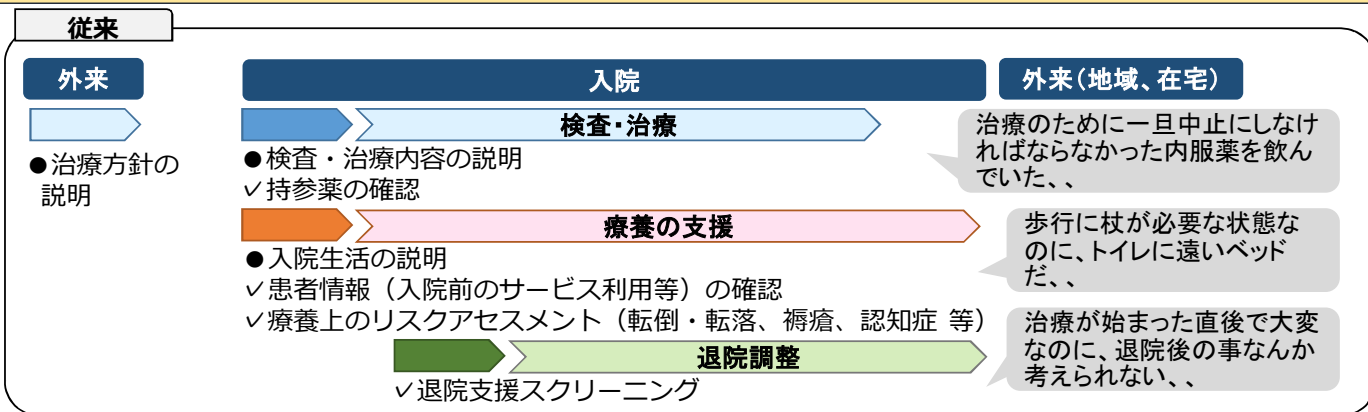 従来
外来
入院
外来(地域、在宅)
検査・治療
●治療方針の
説明
●検査・治療内容の説明
✓持参薬の確認
治療のために一旦中止にしなけ
ればならなかった内服薬を飲ん
でいた、、
療養の支援
●入院生活の説明
✓患者情報（入院前のサービス利用等）の確認
✓療養上のリスクアセスメント（転倒・転落、褥瘡、認知症 等）
歩行に杖が必要な状態な
のに、トイレに遠いベッド
だ、、
退院調整
✓退院支援スクリーニング
治療が始まった直後で大変
なのに、退院後の事なんか
考えられない、、